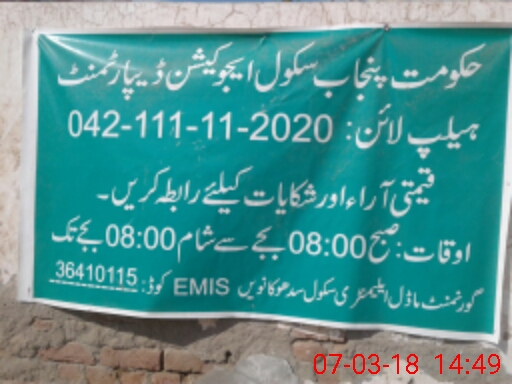 حکومت پنجاب سکول ایجوکیشن ڈیپارٹمنٹ
ہیلپ لائن: 042-111-11-2020
قیمتی آراء اور شکایات کیلئے رابطہ کریں۔
اوقات: صبح 08:00 بجے سے شام 08:00 بجے تک
گورنمنٹ ماڈل ایلیمنٹری سکول سدھوکانویں EMIS کوڈ: 36410115
07-03-18 14:49